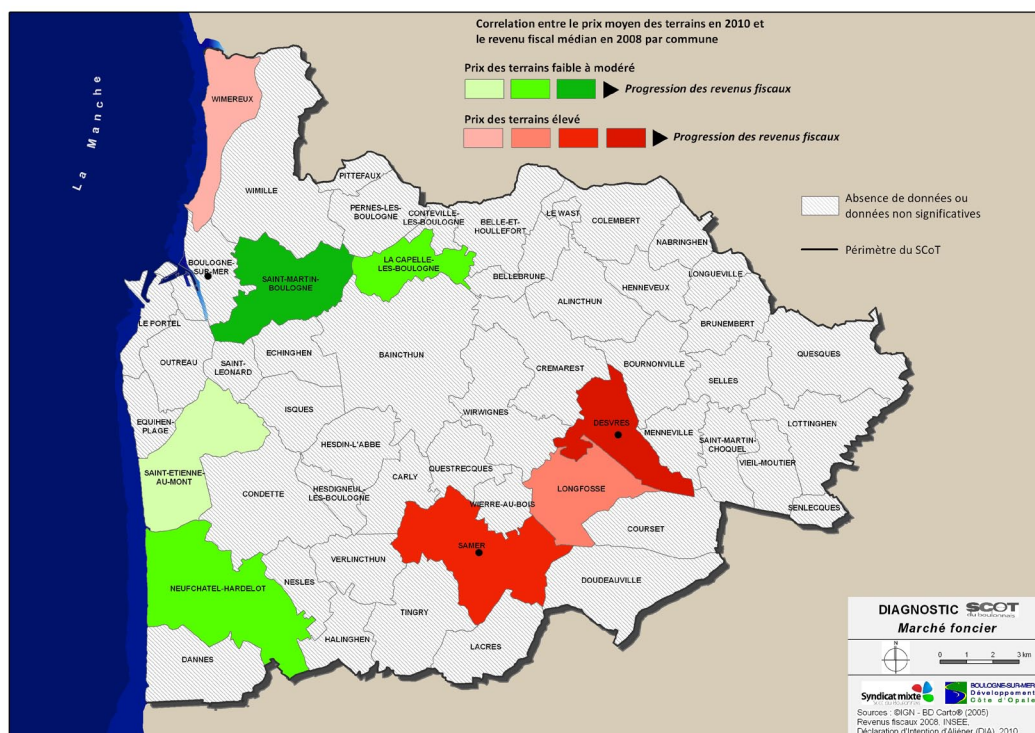 Correlation entre le prix moyen des terrains en 2010 et
le revenu fiscal médian en 2008 par commune
Prix des terrains faible à modéré
Progression des revenus fiscaux
Prix des terrains élevé
Progression des revenus fiscaux
Absence de données ou
données non significatives
Périmètre du SCoT
La Manche
WIMEREUX
WIMILLE
PITTEFAUX
PERNES-LES-
BOULOGNE
CONTEVILLE-
LES-BOULOGNE
BELLE-ET-
HOULLEFORT
LE WAST
COLEMBERT
NABRINGHEN
BOULOGNE-
SUR-MER
SAINT-MARTIN-
BOULOGNE
LA CAPELLE-
LES-BOULOGNE
BELLEBRUNE
LONGUEVILLE
HENNEVEUX
ALINCTHUN
BRUNEMBERT
LE PORTEL
OUTREAU
SAINT-
LEONARD
ECHINGHEN
BAINCTHUN
CREMAREST
BOURNONVILLE
QUESQUES
SELLES
EQUIHEN-
PLAGE
ISQUES
WIRWIGNES
DESVRES
MENNEVILLE
LOTTINGHEN
SAINT-MARTIN-
CHOQUEL
VIEIL-MOUTIER
HESDIN-L'ABBE
SAINT-ETIENNE-
AU-MONT
CONDETTE
HESDIGNEUL-
LES-BOULOGNE
CARLY
QUESTRECQUES
LONGFOSSE
WIERRE-AU-BOIS
SENLECQUES
COURSET
SAMER
VERLINCTHUN
NESLES
NEUFCHATEL-HARDELOT
DOUDEAUVILLE
TINGRY
HALINGHEN
LACRES
DANNES
DIAGNOSTIC SCOT
du boulonnais
Marché foncier
N
0 1 2 3 km
Syndicat mixte
BOULOGNE-SUR-MER
Développement
Côte d'Opale
Sources : ©IGN - BD Carto® (2005)
Revenus fiscaux 2008, INSEE,
Déclaration d'Intention d'Aliéner (DIA), 2010